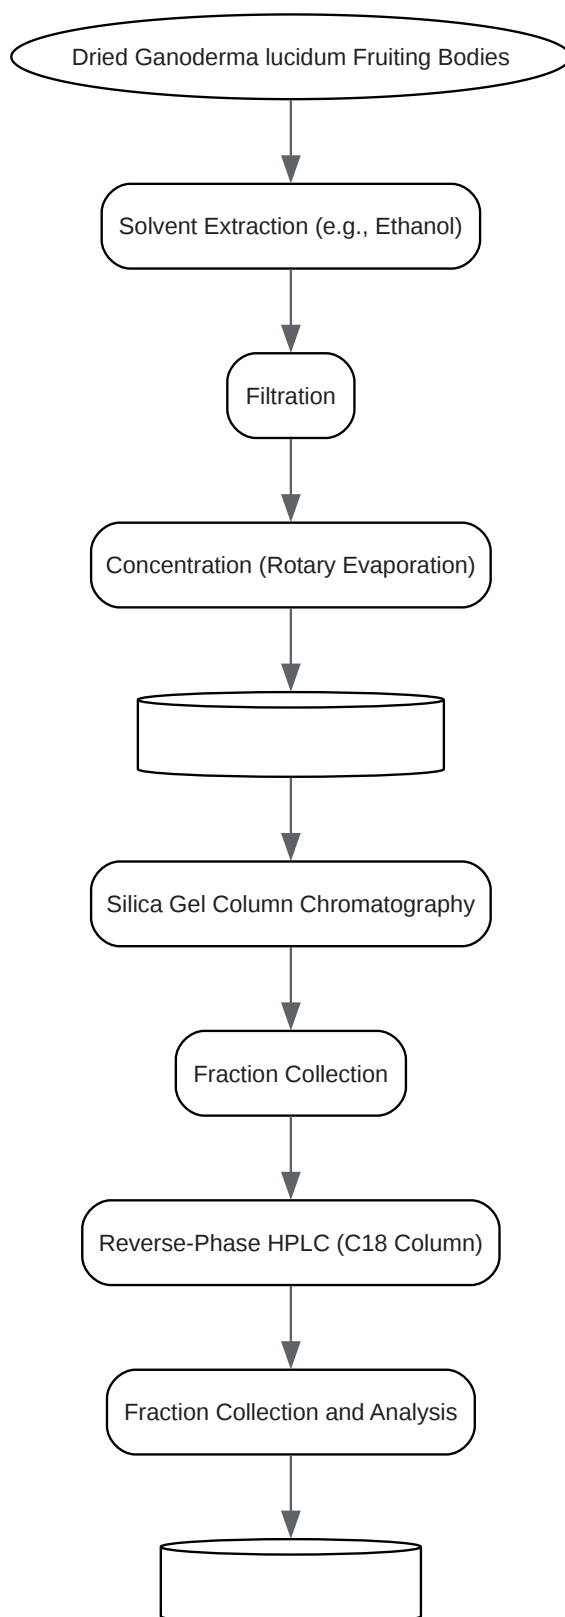 Dried Ganoderma lucidum Fruiting Bodies
Solvent Extraction (e.g., Ethanol)
Filtration
Concentration (Rotary Evaporation)
Silica Gel Column Chromatography
Fraction Collection
Reverse-Phase HPLC (C18 Column)
Fraction Collection and Analysis